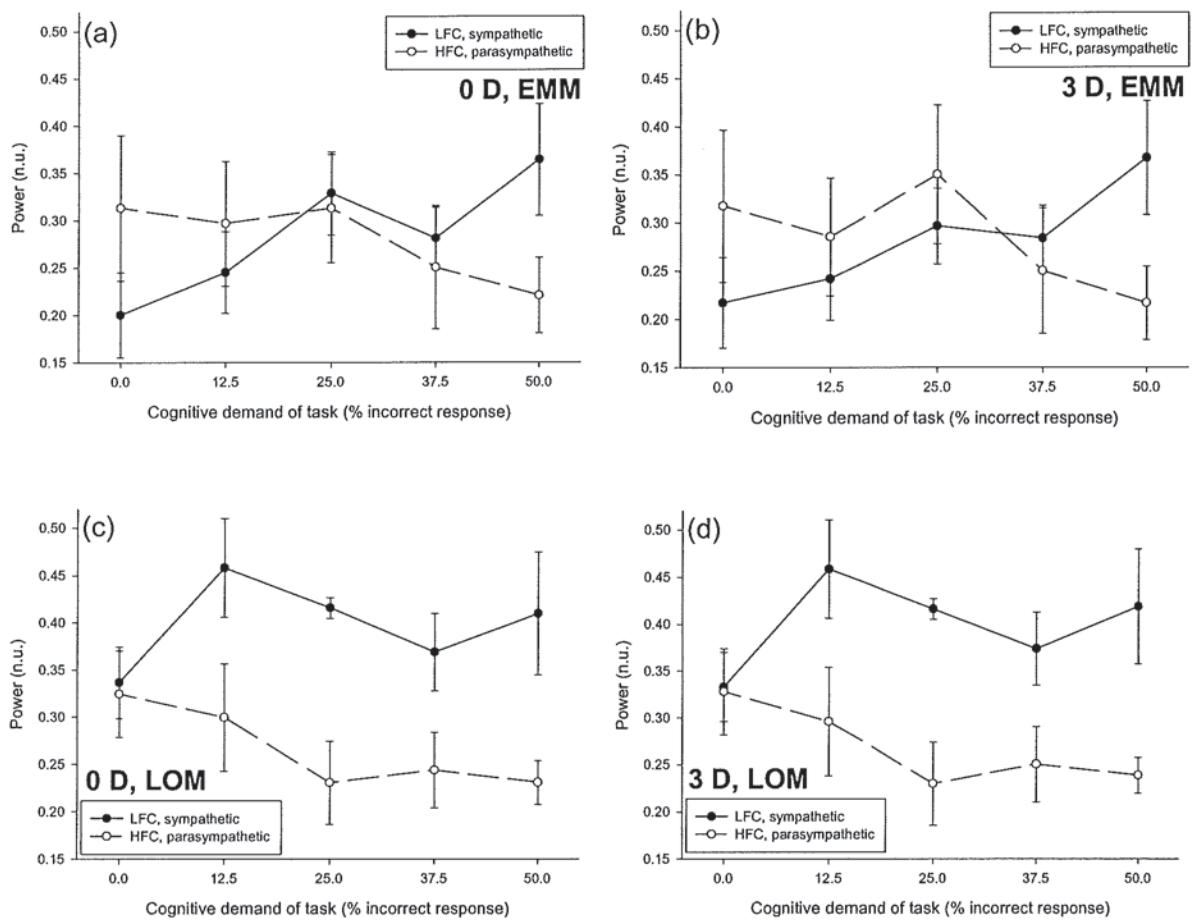 (a)
LFC, sympathetic
HFC, parasympathetic
0 D, EMM
Power (n.u.)
0.50
0.45
0.40
0.35
0.30
0.25
0.20
0.15
0.0 12.5 25.0 37.5 50.0
Cognitive demand of task (% incorrect response)
(b)
LFC, sympathetic
HFC, parasympathetic
3 D, EMM
Power (n.u.)
0.50
0.45
0.40
0.35
0.30
0.25
0.20
0.15
0.0 12.5 25.0 37.5 50.0
Cognitive demand of task (% incorrect response)
(c)
Power (n.u.)
0.50
0.45
0.40
0.35
0.30
0.25
0.20
0.15
0 D, LOM
LFC, sympathetic
HFC, parasympathetic
0.0 12.5 25.0 37.5 50.0
Cognitive demand of task (% incorrect response)
(d)
Power (n.u.)
0.50
0.45
0.40
0.35
0.30
0.25
0.20
0.15
3 D, LOM
LFC, sympathetic
HFC, parasympathetic
0.0 12.5 25.0 37.5 50.0
Cognitive demand of task (% incorrect response)